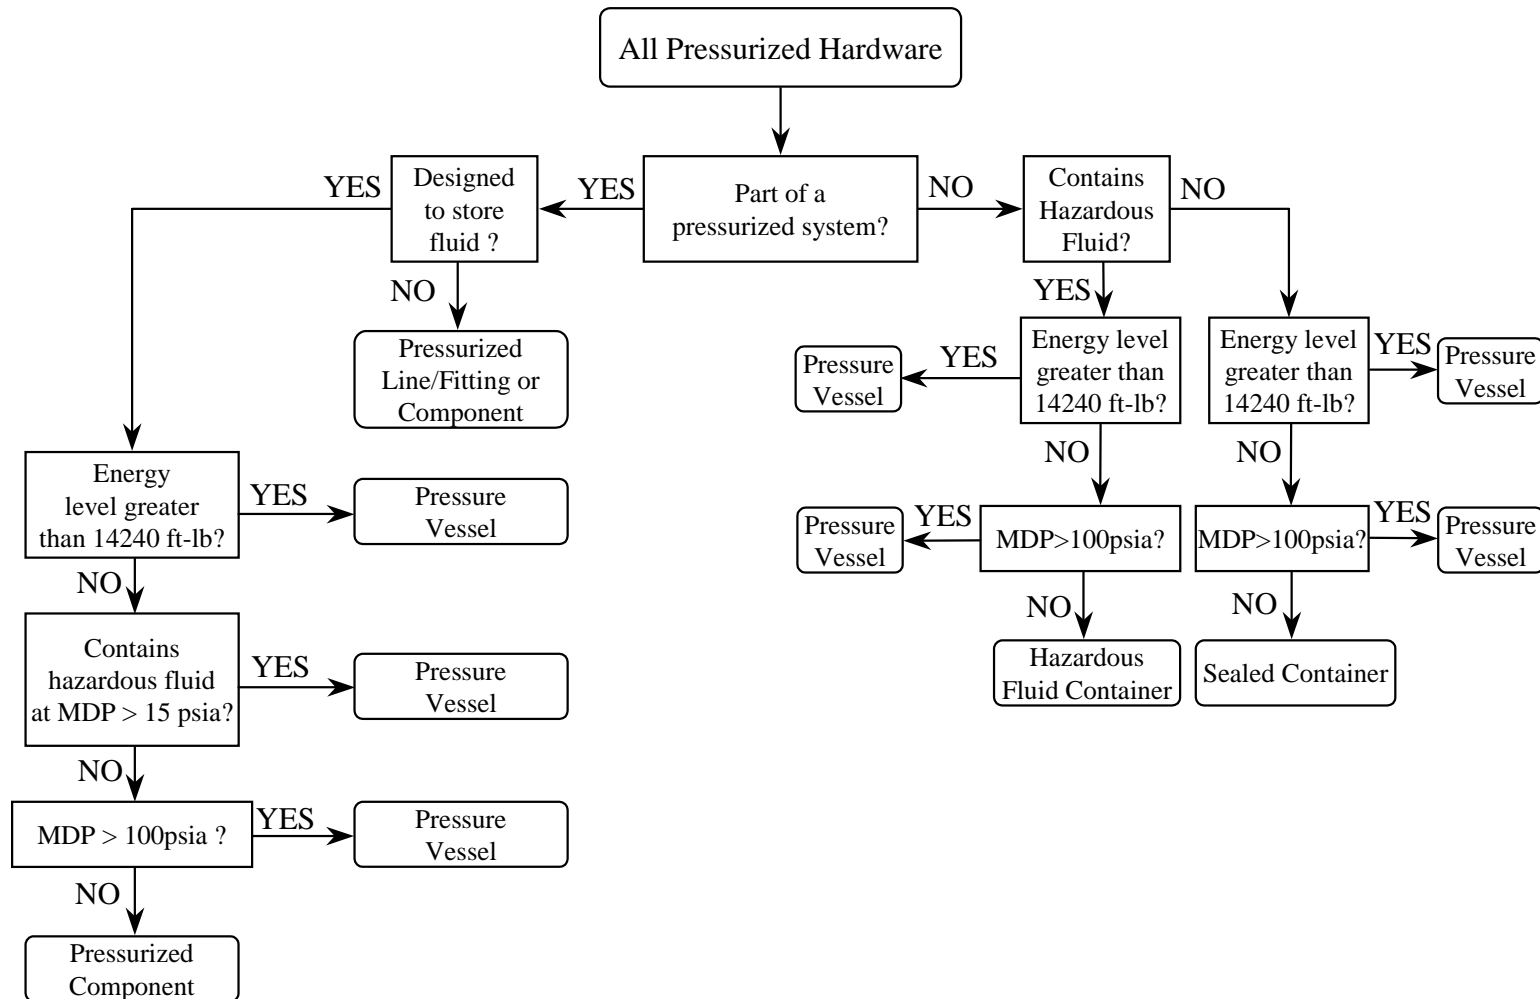 All Pressurized Hardware
YES
Designed
to store
fluid ?
YES
Part of a
pressurized system?
NO
Contains
Hazardous
Fluid?
NO
NO
YES
Pressurized
Line/Fitting or
Component
Pressure
Vessel
YES
Energy level
greater than
14240 ft-lb?
Energy level
greater than
14240 ft-lb?
YES
Pressure
Vessel
NO
NO
Energy
level greater
than 14240 ft-lb?
YES
Pressure
Vessel
Pressure
Vessel
YES
MDP>100psia?
MDP>100psia?
YES
Pressure
Vessel
NO
NO
NO
Contains
hazardous fluid
at MDP > 15 psia?
YES
Pressure
Vessel
Hazardous
Fluid Container
Sealed Container
NO
MDP > 100psia ?
YES
Pressure
Vessel
NO
Pressurized
Component